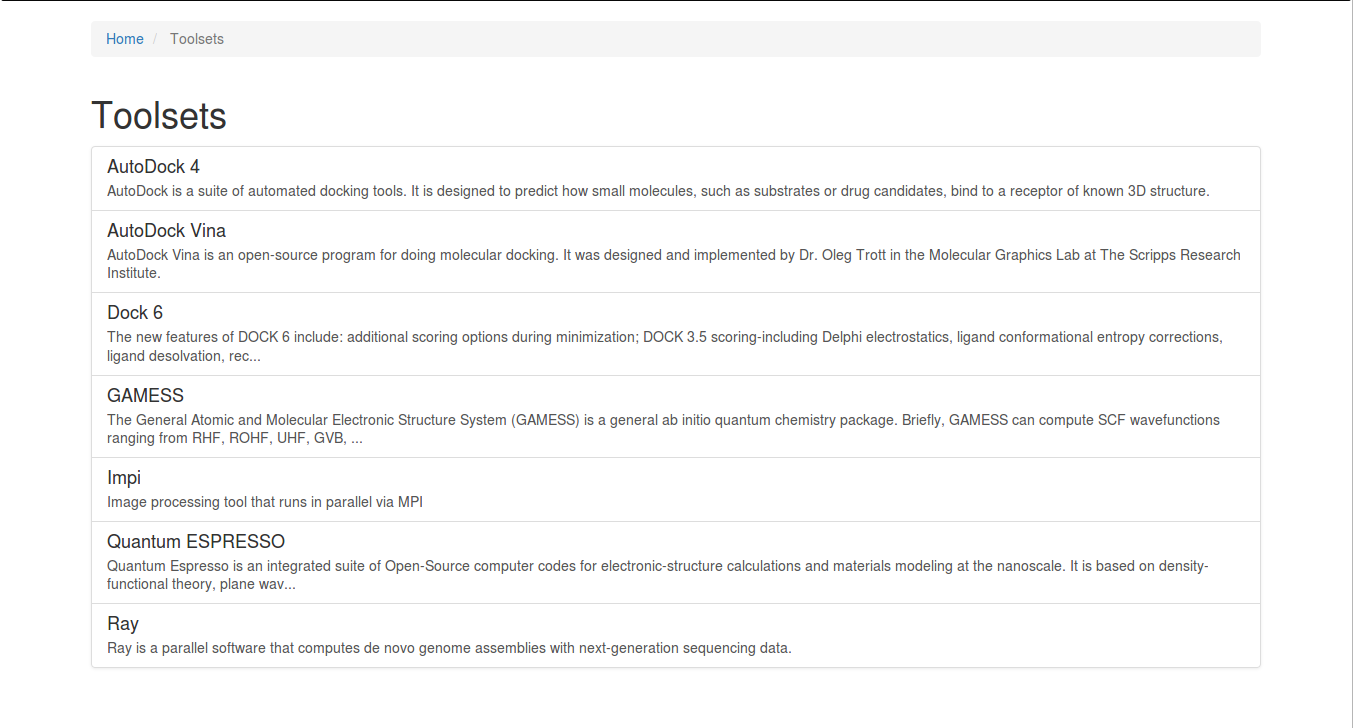 Home / Toolsets
Toolsets
AutoDock 4
AutoDock is a suite of automated docking tools. It is designed to predict how small molecules, such as substrates or drug candidates, bind to a receptor of known 3D structure.
AutoDock Vina
AutoDock Vina is an open-source program for doing molecular docking. It was designed and implemented by Dr. Oleg Trott in the Molecular Graphics Lab at The Scripps Research
Institute.
Dock 6
The new features of DOCK 6 include: additional scoring options during minimization; DOCK 3.5 scoring-including Delphi electrostatics, ligand conformational entropy corrections,
ligand desolvation, rec...
GAMESS
The General Atomic and Molecular Electronic Structure System (GAMESS) is a general ab initio quantum chemistry package. Briefly, GAMESS can compute SCF wavefunctions
ranging from RHF, ROHF, UHF, GVB, ...
Impi
Image processing tool that runs in parallel via MPI
Quantum ESPRESSO
Quantum Espresso is an integrated suite of Open-Source computer codes for electronic-structure calculations and materials modeling at the nanoscale. It is based on density-
functional theory, plane wav...
Ray
Ray is a parallel software that computes de novo genome assemblies with next-generation sequencing data.